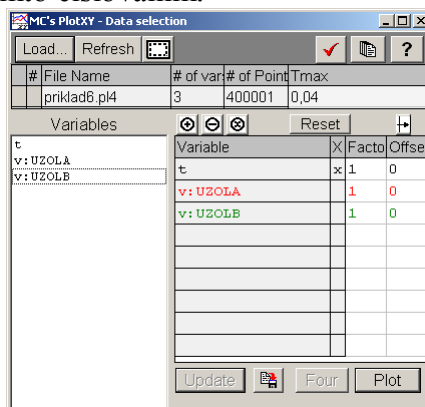 MC's PlotXY - Data selection
Load... Refresh ?
# File Name # of var: # of Point Tmax
priklad6.pl4 3 400001 0,04
Variables Reset
t
v:UZOLA
v:UZOLB
Variable X Facto Offse
t x 1 0
v:UZOLA 1 0
v:UZOLB 1 0
Update Four Plot